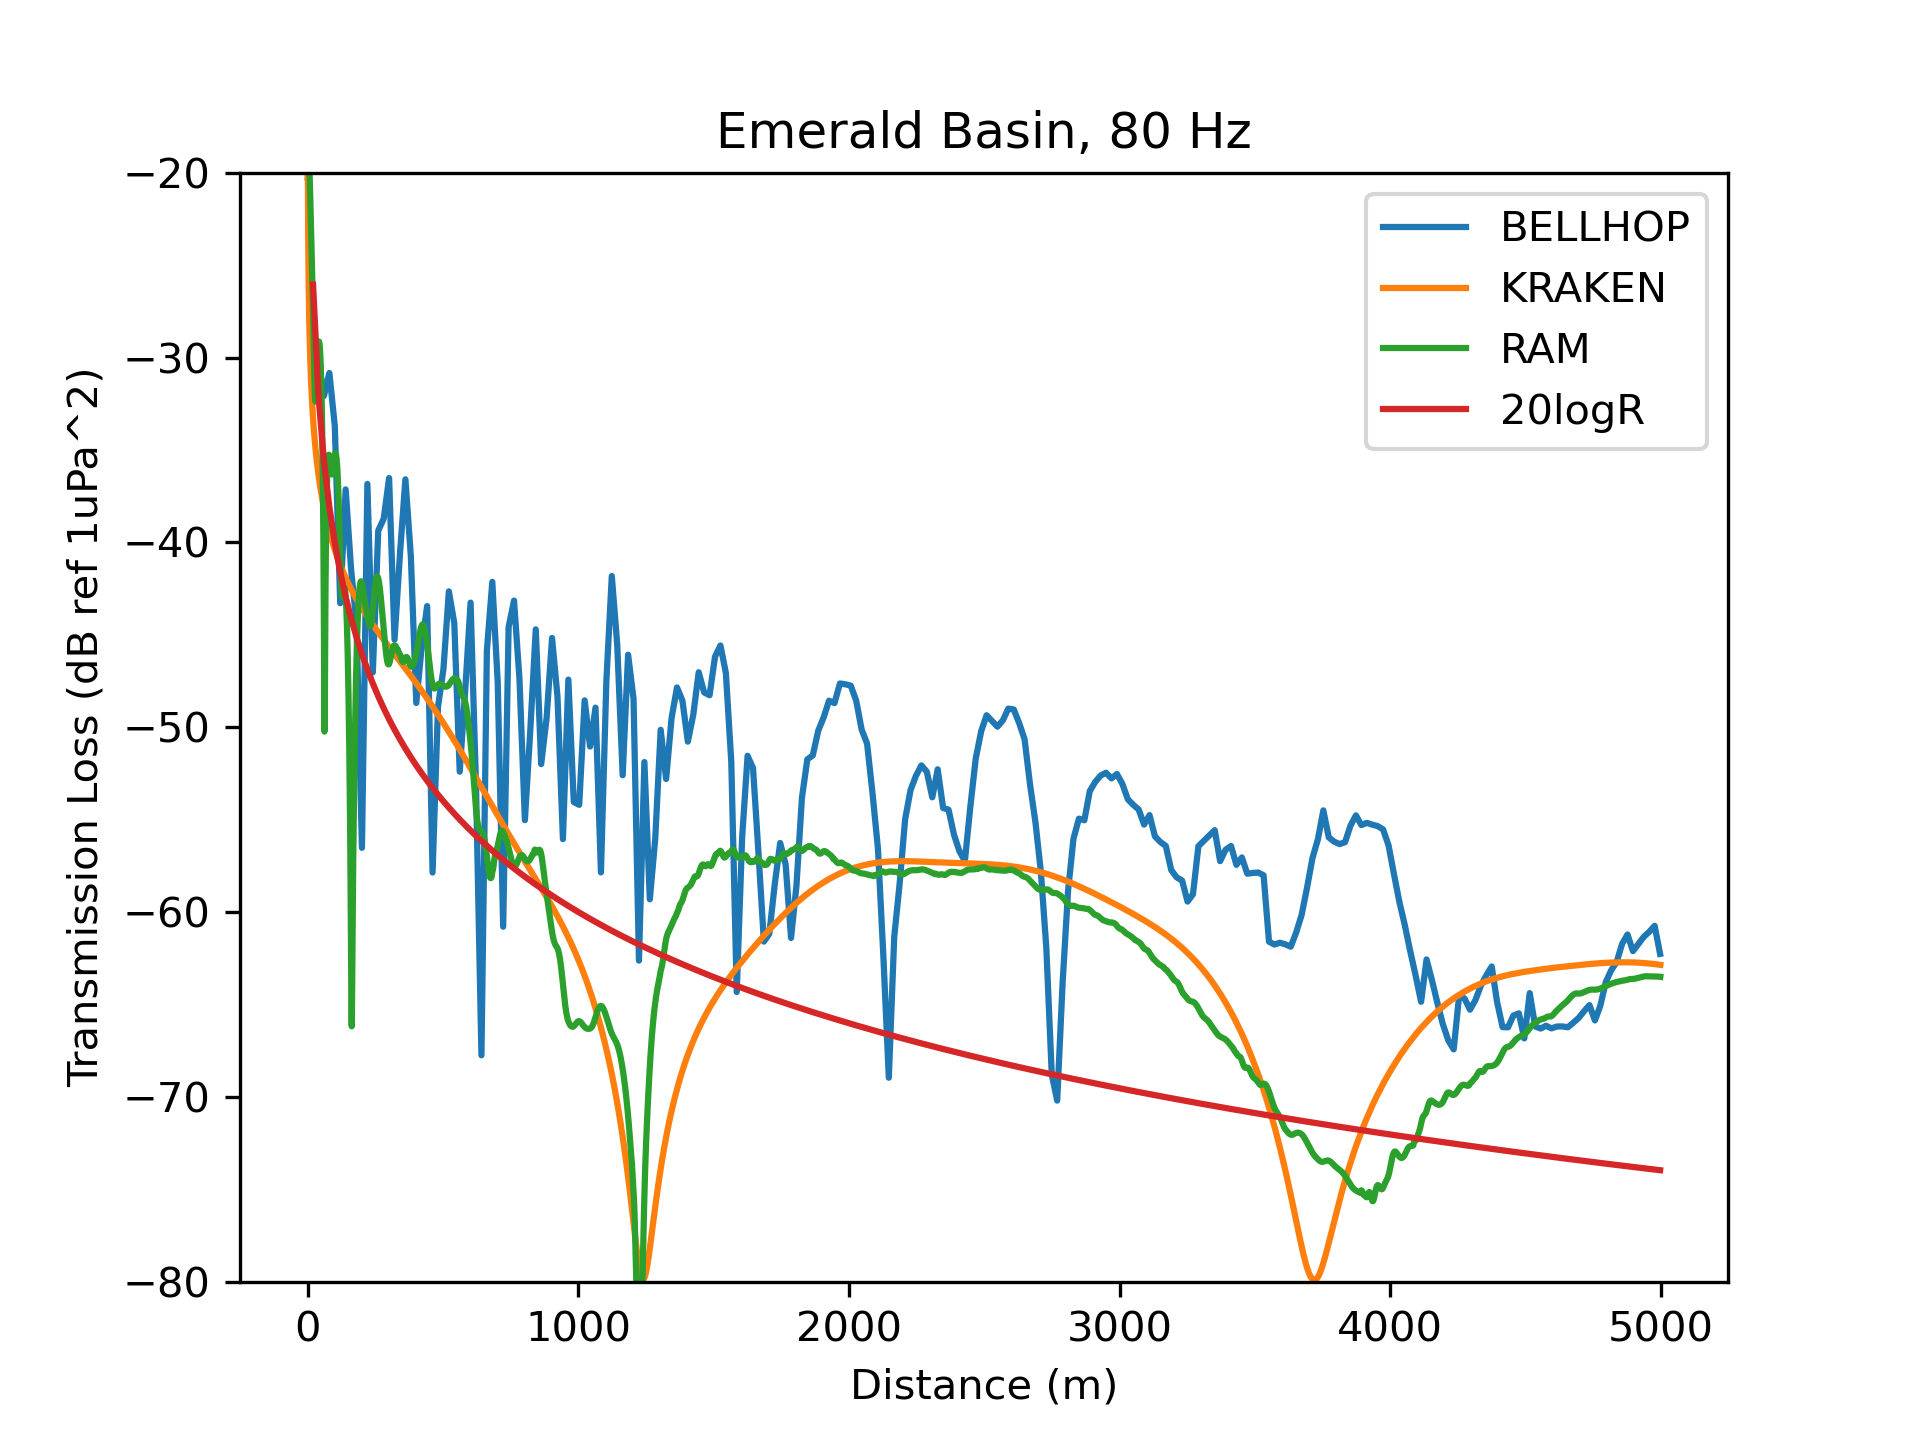 Emerald Basin, 80 Hz
−20
−30
−40
−50
−60
−70
−80
Transmission Loss (dB ref 1uPa^2)
BELLHOP
KRAKEN
RAM
20logR
0 1000 2000 3000 4000 5000
Distance (m)